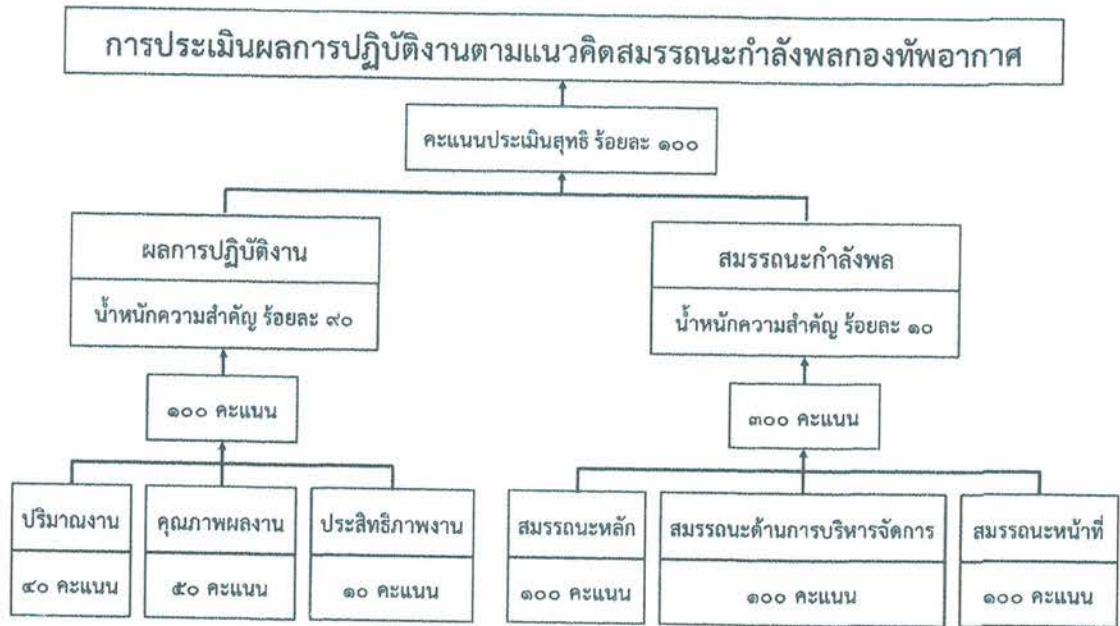 การประเมินผลการปฏิบัติงานตามแนวคิดสมรรถนะกำลังพลกองทัพอากาศ
คะแนนประเมินสุทธิ ร้อยละ ๑๐๐
ผลการปฏิบัติงาน
น้ำหนักความสำคัญ ร้อยละ ๙๐
สมรรถนะกำลังพล
น้ำหนักความสำคัญ ร้อยละ ๑๐
๑๐๐ คะแนน
๓๐๐ คะแนน
ปริมาณงาน
๔๐ คะแนน
คุณภาพผลงาน
๕๐ คะแนน
ประสิทธิภาพงาน
๑๐ คะแนน
สมรรถนะหลัก
๑๐๐ คะแนน
สมรรถนะด้านการบริหารจัดการ
๑๐๐ คะแนน
สมรรถนะหน้าที่
๑๐๐ คะแนน